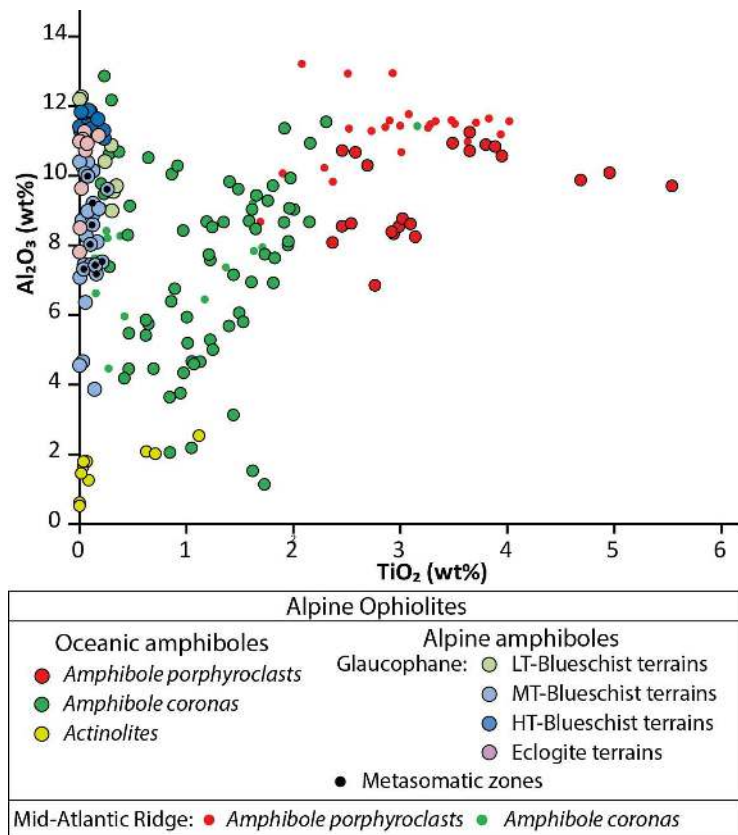 14
12
10
8
6
4
2
0
Al₂O₃ (wt%)
0 1 2 3 4 5 6
TiO₂ (wt%)
Alpine Ophiolites
Oceanic amphiboles
Amphibole porphyroclasts
Amphibole coronas
Actinolites
Alpine amphiboles
Glaucophane: LT-Blueschist terrains
MT-Blueschist terrains
HT-Blueschist terrains
Eclogite terrains
Metasomatic zones
Mid-Atlantic Ridge: Amphibole porphyroclasts Amphibole coronas